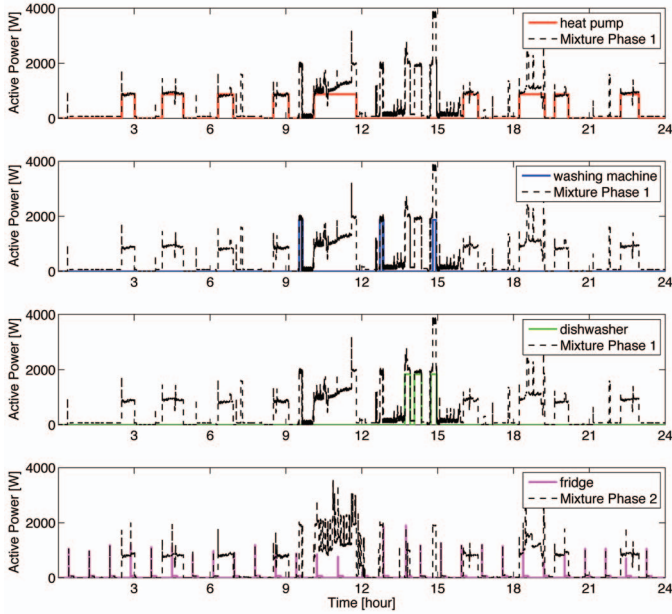 4000
heat pump
Mixture Phase 1
2000
0
Active Power [W]
3 6 9 12 15 18 21 24
4000
washing machine
Mixture Phase 1
2000
0
Active Power [W]
3 6 9 12 15 18 21 24
4000
dishwasher
Mixture Phase 1
2000
0
Active Power [W]
3 6 9 12 15 18 21 24
4000
fridge
Mixture Phase 2
2000
0
Active Power [W]
3 6 9 12 15 18 21 24
Time [hour]